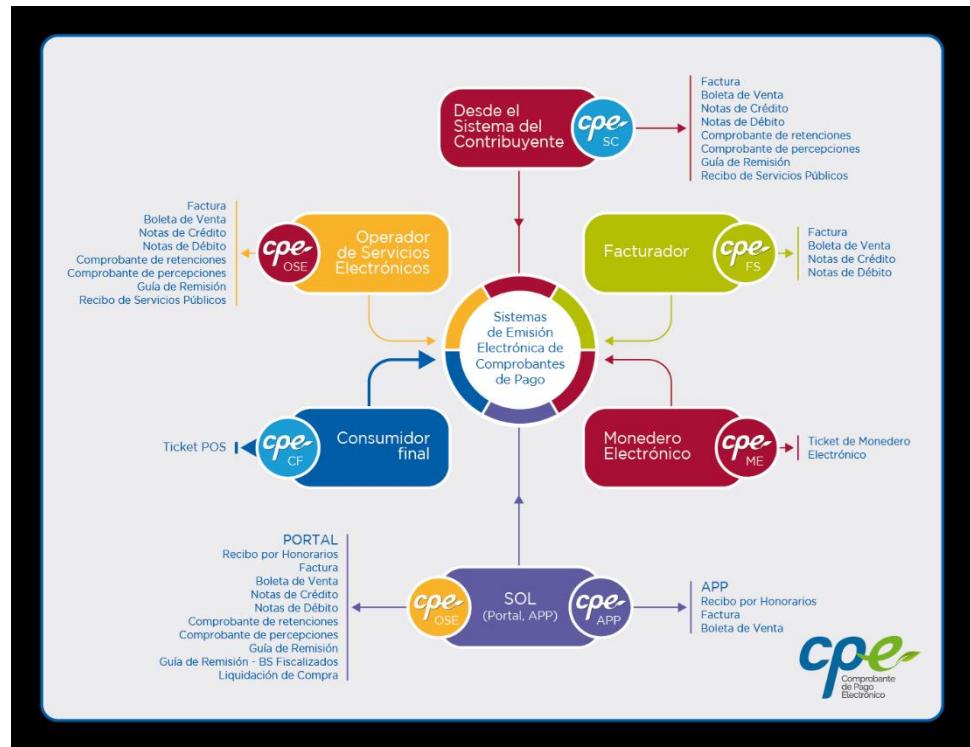 Desde el
Sistema del
Contribuyente
cpe
SC
Factura
Boleta de Venta
Notas de Crédito
Notas de Débito
Comprobante de retenciones
Comprobante de percepciones
Guía de Remisión
Recibo de Servicios Públicos
Factura
Boleta de Venta
Notas de Crédito
Notas de Débito
Comprobante de retenciones
Comprobante de percepciones
Guía de Remisión
Recibo de Servicios Públicos
cpe
OSE
Operador
de Servicios
Electrónicos
Facturador
cpe
FS
Factura
Boleta de Venta
Notas de Crédito
Notas de Débito
Sistemas
de Emisión
Electrónica de
Comprobantes
de Pago
Ticket POS
cpe
CF
Consumidor
final
Monedero
Electrónico
cpe
ME
Ticket de Monedero
Electrónico
PORTAL
Recibo por Honorarios
Factura
Boleta de Venta
Notas de Crédito
Notas de Débito
Comprobante de retenciones
Comprobante de percepciones
Guía de Remisión
Guía de Remisión - BS Fiscalizados
Liquidación de Compra
cpe
OSE
SOL
(Portal, APP)
cpe
APP
APP
Recibo por Honorarios
Factura
Boleta de Venta
cpe
Comprobante
de Pago
Electrónico